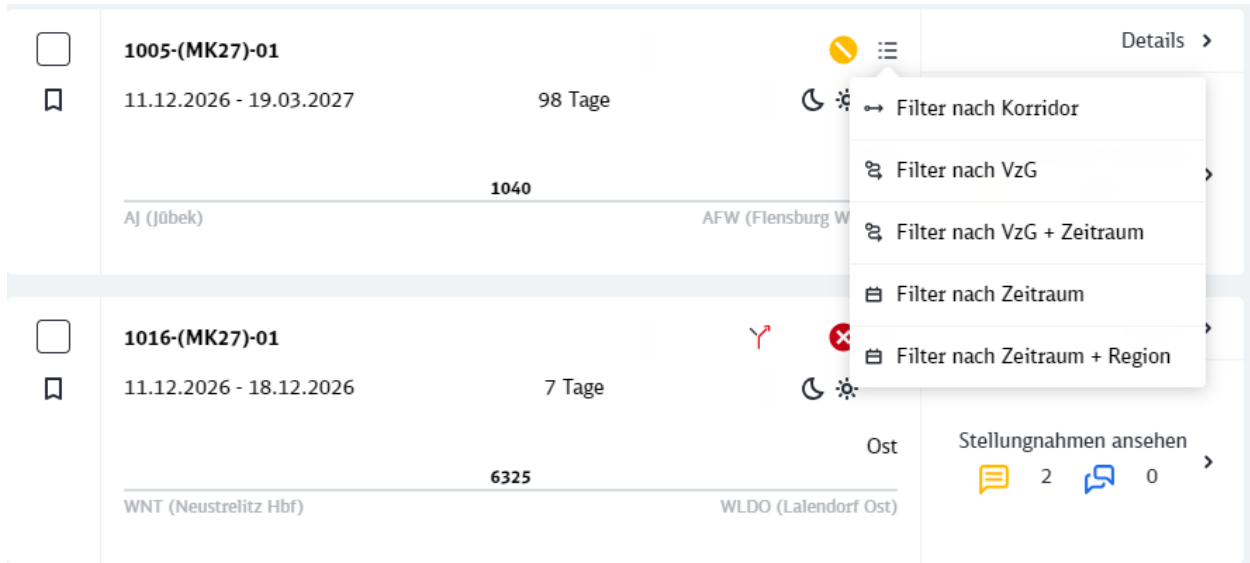 1005-(MK27)-01
Details
11.12.2026 - 19.03.2027 98 Tage
1040
AJ (Jübek) AFW (Flensburg W
Filter nach Korridor
Filter nach VzG
Filter nach VzG + Zeitraum
Filter nach Zeitraum
Filter nach Zeitraum + Region
1016-(MK27)-01
11.12.2026 - 18.12.2026 7 Tage
Ost
6325
WNT (Neustrelitz Hbf) WLDO (Lalendorf Ost)
Stellungnahmen ansehen
2 0